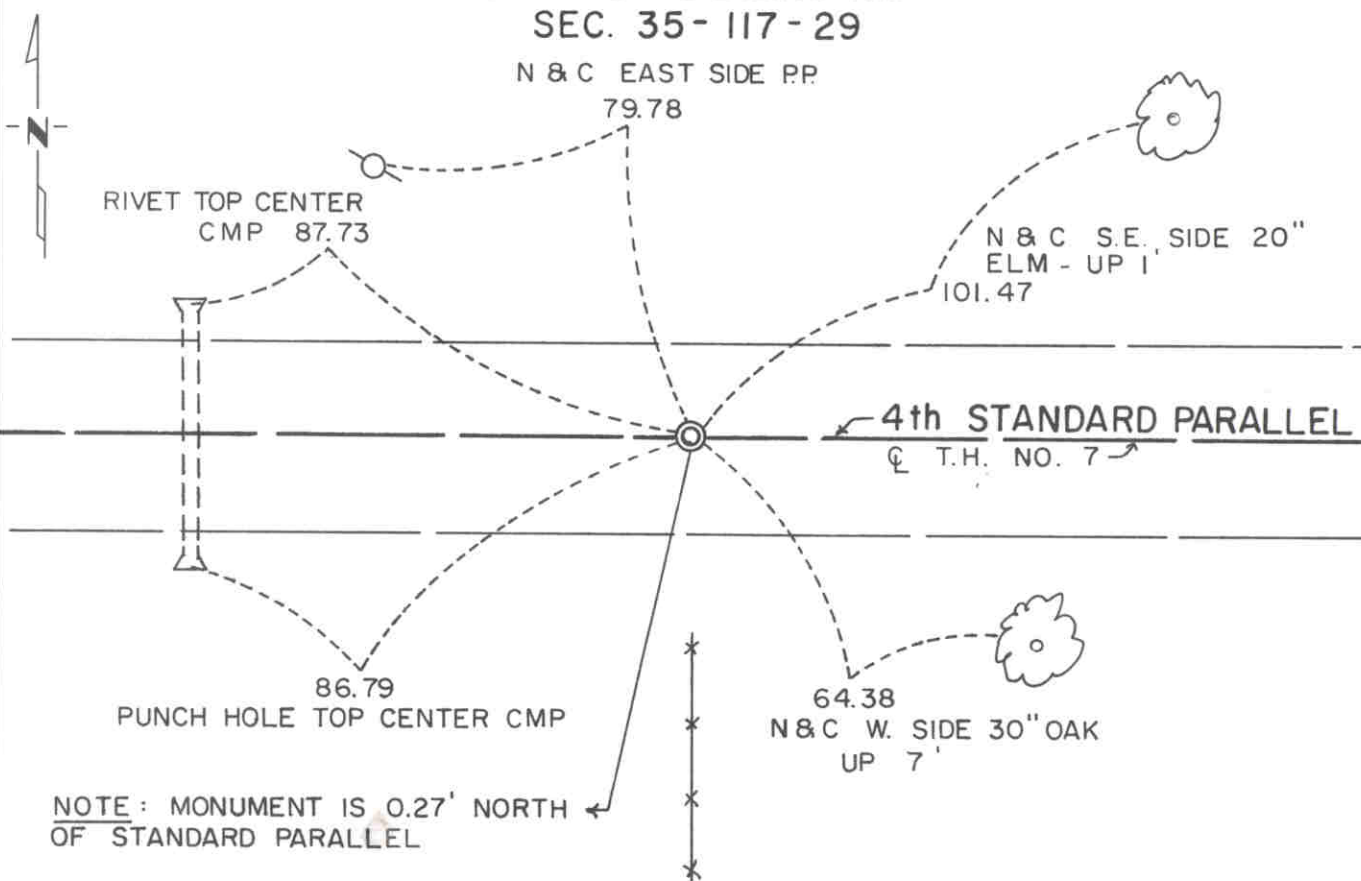 SEC. 35-117-29
N & C EAST SIDE P.P.
79.78
N
RIVET TOP CENTER
CMP 87.73
N & C S.E. SIDE 20"
ELM - UP 1'
101.47
4th STANDARD PARALLEL
℄ T.H. NO. 7
86.79
PUNCH HOLE TOP CENTER CMP
64.38
N & C W. SIDE 30" OAK
UP 7'
NOTE: MONUMENT IS 0.27' NORTH
OF STANDARD PARALLEL